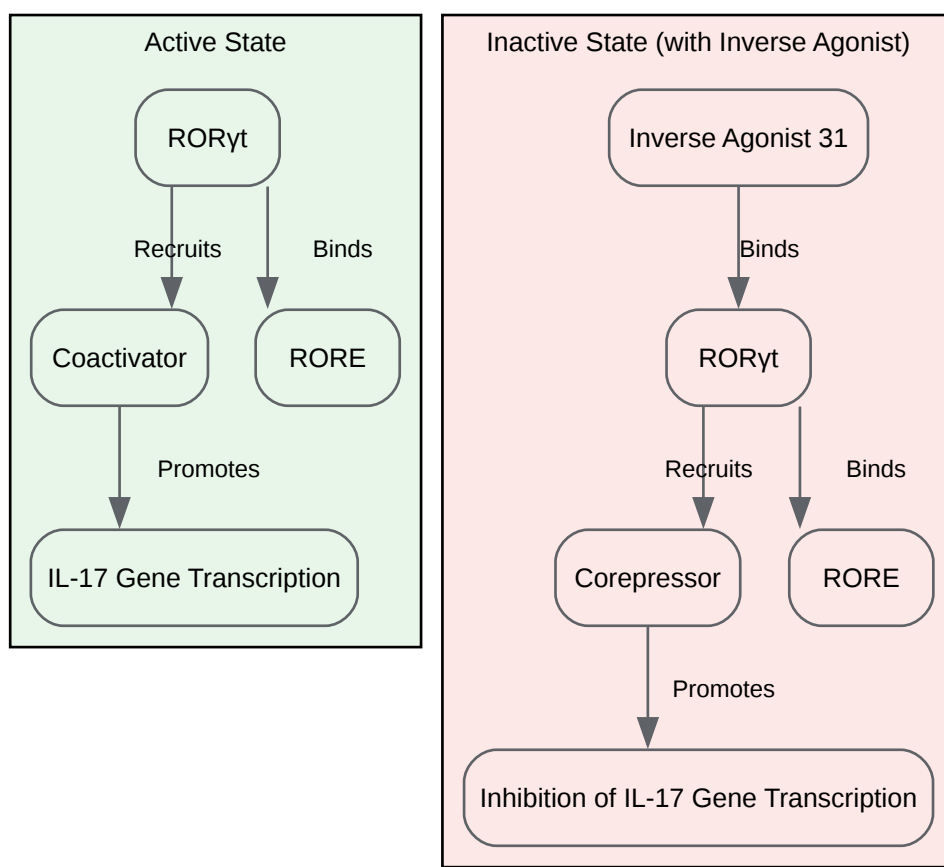 Active State
RORγt
Recruits
Binds
Coactivator
RORE
Promotes
IL-17 Gene Transcription
Inactive State (with Inverse Agonist)
Inverse Agonist 31
Binds
RORγt
Recruits
Binds
Corepressor
RORE
Promotes
Inhibition of IL-17 Gene Transcription